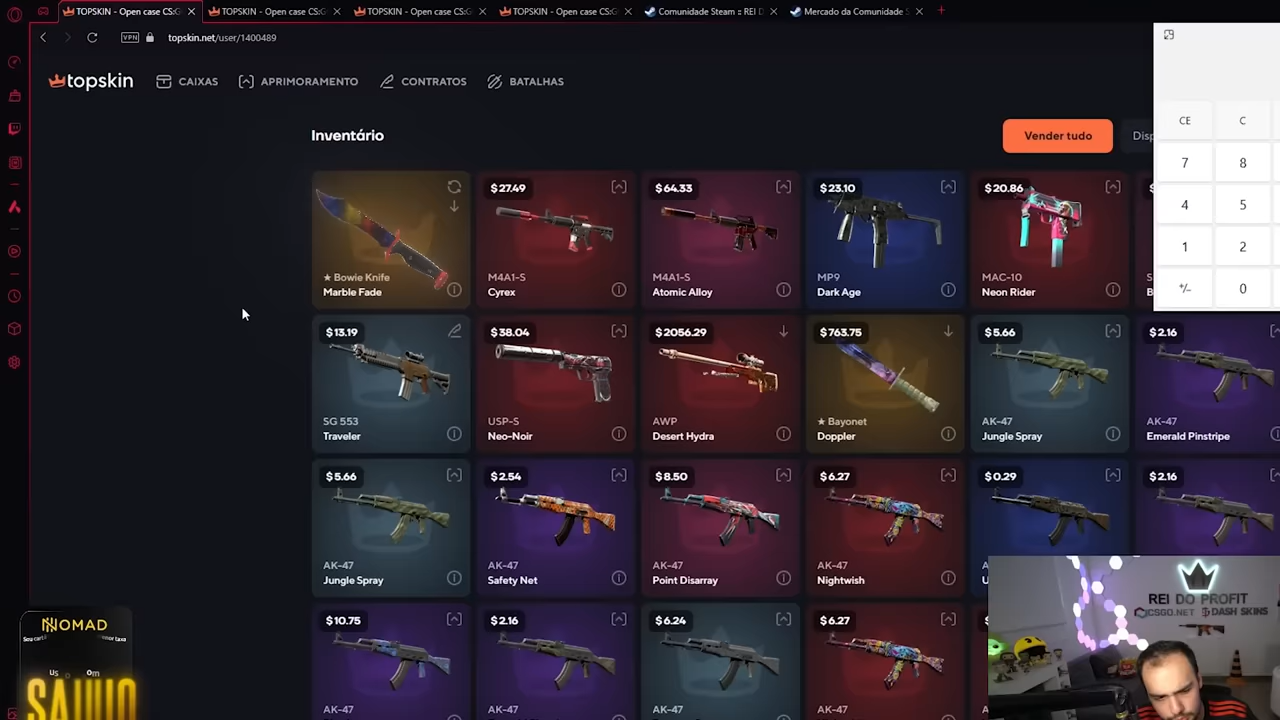 TOPSKIN - Open case CS:G
TOPSKIN - Open case CS:G
TOPSKIN - Open case CS:G
TOPSKIN - Open case CS:G
Comunidade Steam :: REI D
Mercado da Comunidade S
VPN
topskin.net/user/1400489
topskin
CAIXAS
APRIMORAMENTO
CONTRATOS
BATALHAS
Inventário
Vender tudo
Disp
CE
C
7
8
4
5
1
2
+/-
0
★ Bowie Knife
Marble Fade
$ 27.49
M4A1-S
Cyrex
$ 64.33
M4A1-S
Atomic Alloy
$ 23.10
MP9
Dark Age
$ 20.86
MAC-10
Neon Rider
$ 13.19
SG 553
Traveler
$ 38.04
USP-S
Neo-Noir
$ 2056.29
AWP
Desert Hydra
$ 763.75
★ Bayonet
Doppler
$ 5.66
AK-47
Jungle Spray
$ 2.16
AK-47
Emerald Pinstripe
$ 5.66
AK-47
Jungle Spray
$ 2.54
AK-47
Safety Net
$ 8.50
AK-47
Point Disarray
$ 6.27
AK-47
Nightwish
$ 0.29
$ 2.16
$ 10.75
AK-47
$ 2.16
AK-47
$ 6.24
AK-47
$ 6.27
AK-47
NOMAD
REI DO PROFIT
CSGO.NET
DASH SKINS